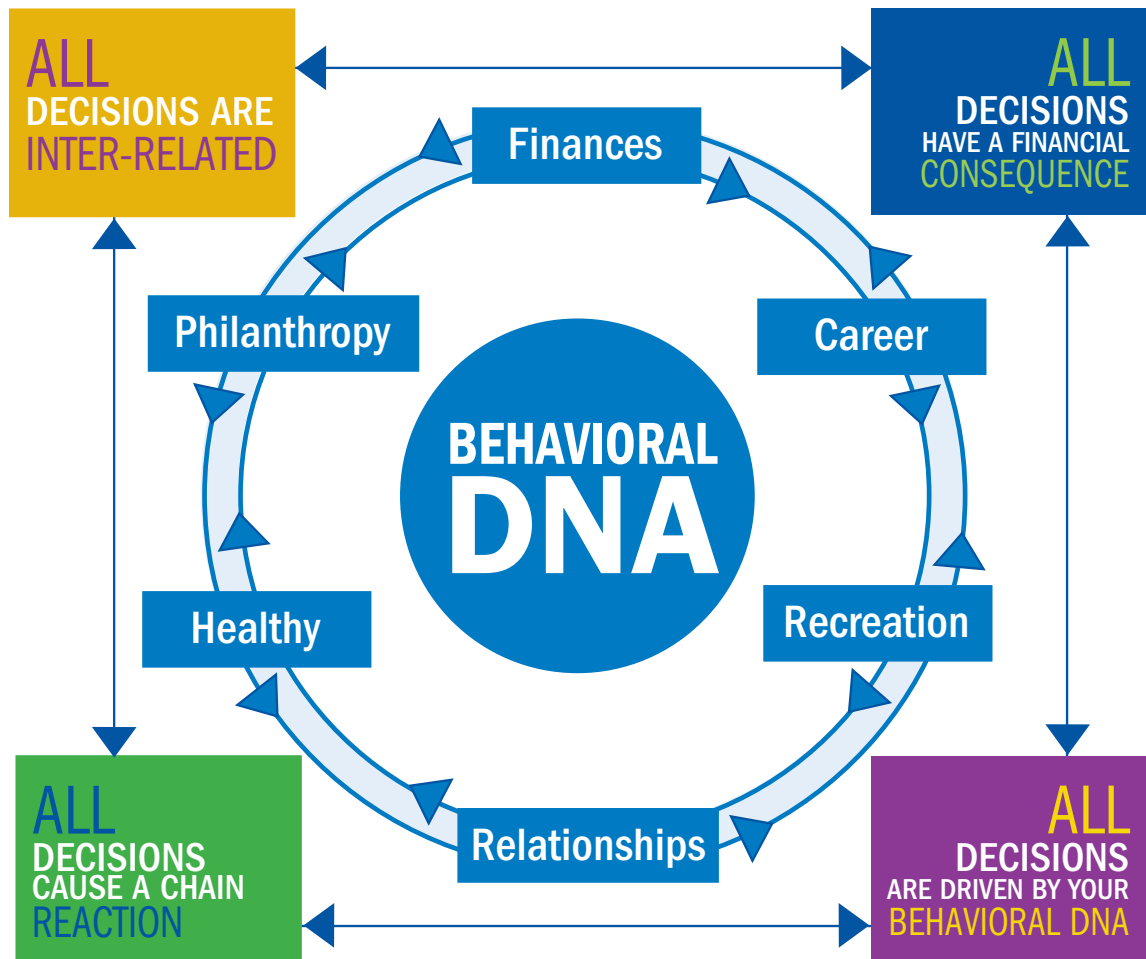 ALL
DECISIONS ARE
INTER-RELATED
ALL
DECISIONS
HAVE A FINANCIAL
CONSEQUENCE
Finances
Philanthropy
Career
BEHAVIORAL
DNA
Healthy
Recreation
Relationships
ALL
DECISIONS
CAUSE A CHAIN
REACTION
ALL
DECISIONS
ARE DRIVEN BY YOUR
BEHAVIORAL DNA